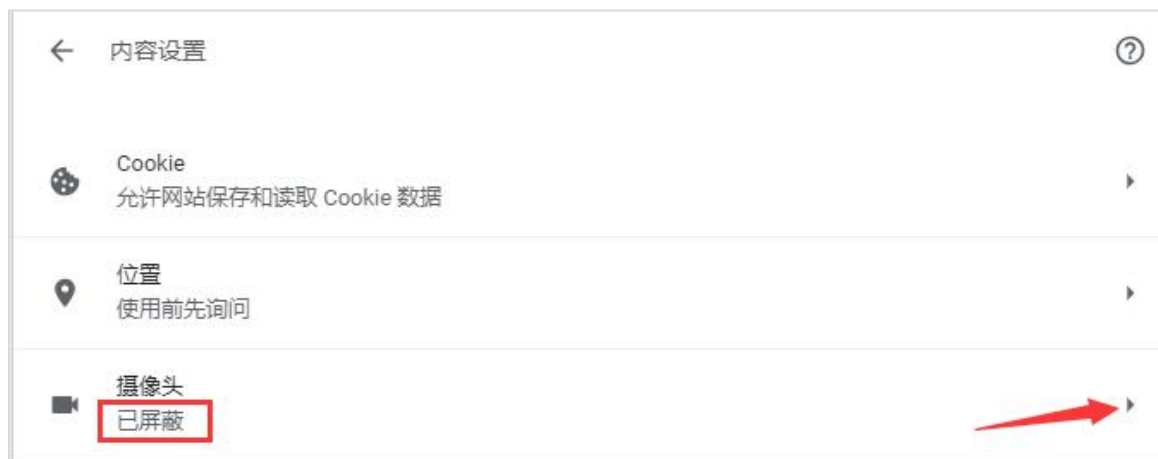 内容设置
Cookie
允许网站保存和读取 Cookie 数据
位置
使用前先询问
摄像头
已屏蔽